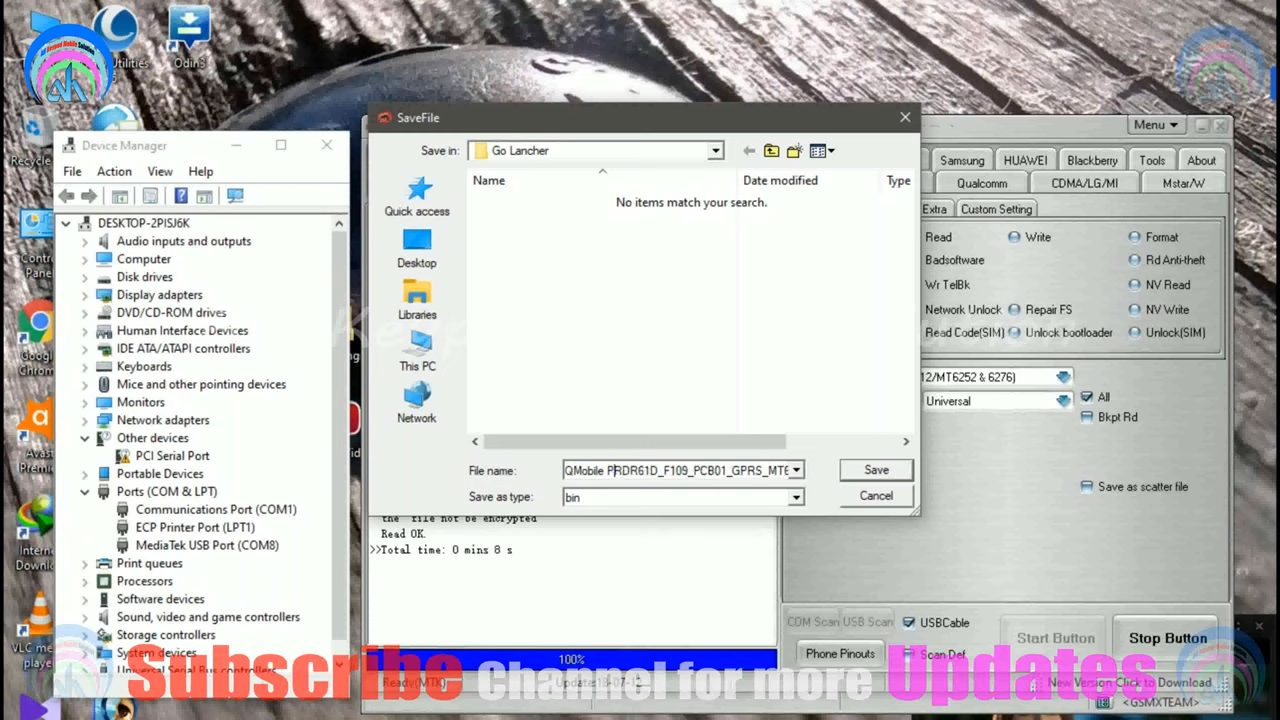 Utilities
Odin3
Recycle
Device Manager
File Action View Help
DESKTOP-2PISJ6K
Audio inputs and outputs
Computer
Disk drives
Display adapters
DVD/CD-ROM drives
Human Interface Devices
IDE ATA/ATAPI controllers
Keyboards
Mice and other pointing devices
Monitors
Network adapters
Other devices
PCI Serial Port
Portable Devices
Ports (COM & LPT)
Communications Port (COM1)
ECP Printer Port (LPT1)
MediaTek USB Port (COM8)
Print queues
Processors
Software devices
Sound, video and game controllers
Storage controllers
System devices
Universal Serial Bus controllers
SaveFile
Save in: Go Lancher
Name Date modified Type
No items match your search.
Quick access
Desktop
Libraries
This PC
Network
File name: QMobile PRDR61D_F109_PCB01_GPRS_MT6
Save
Save as type: bin
Cancel
the file not be encrypted
Read OK.
>>Total time: 0 mins 8 s
100%
Ready(MTK)
Menu
Samsung HUAWEI Blackberry Tools About
Qualcomm CDMA/LG/MI Mstar/W
Extra Custom Setting
Read Write Format
Badsoftware Rd Anti-theft
Wr TelBk NV Read
Network Unlock Repair FS NV Write
Read Code(SIM) Unlock bootloader Unlock(SIM)
12/MT6252 & 6276)
Universal
All
Bkpt Rd
Save as scatter file
COM Scan USB Scan USBCable
Phone Pinouts Scan Def.
Start Button
Stop Button
New Version Click to Download
<GSMXTEAM>
VLC media
player
Subscribe Channel for more Updates